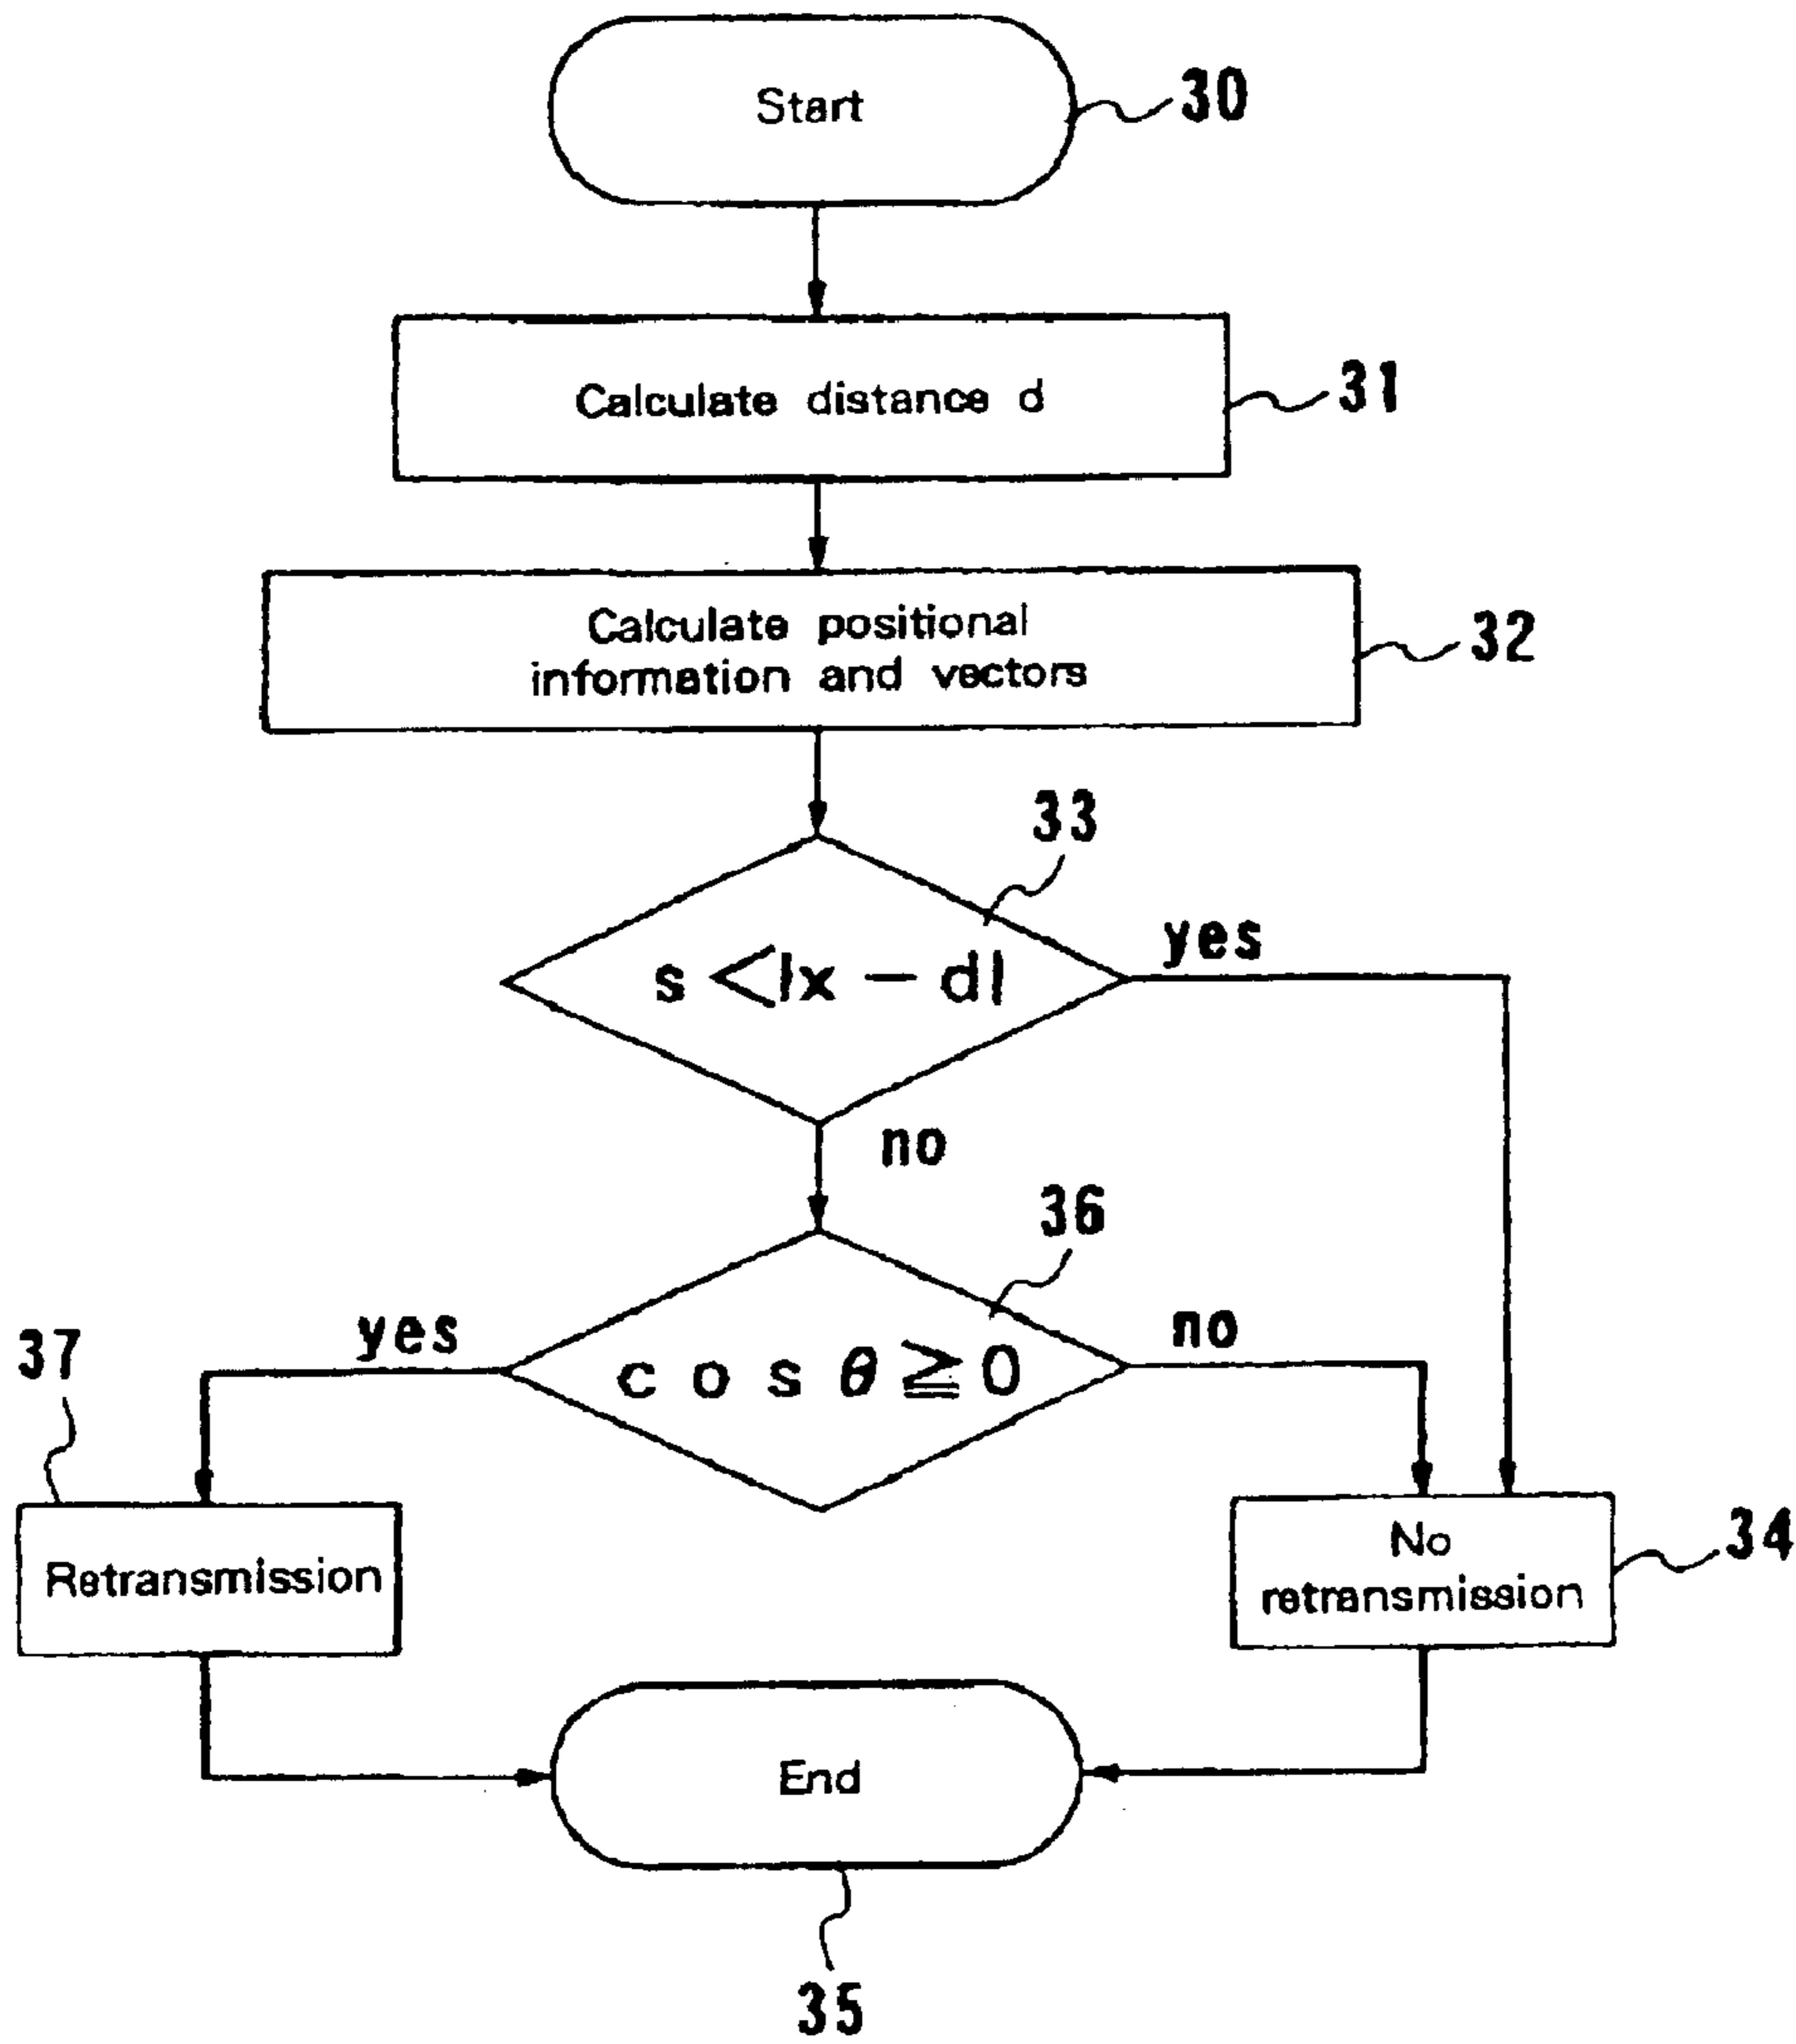 Start
30
Calculate distance d
31
Calculate positional
information and vectors
32
33
s <|x - d|
yes
no
36
cos θ ≧ 0
yes
no
37
Retransmission
No
retransmission
34
End
35